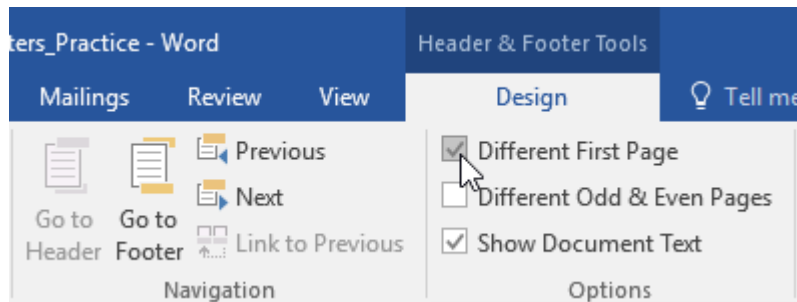 ters_Practice - Word
Header & Footer Tools
Mailings Review View Design Tell me
Go to Header
Go to Footer
Previous
Next
Link to Previous
Navigation
Different First Page
Different Odd & Even Pages
Show Document Text
Options